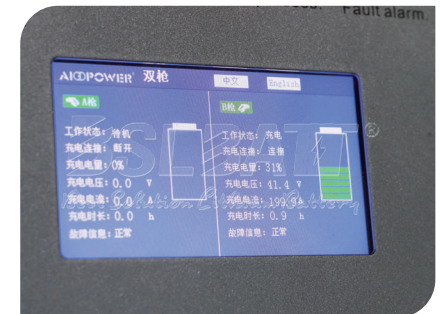 Fault alarm.
AIDPOWER 双枪
中文
English
A枪
工作状态: 待机
充电连接: 断开
充电电量: 0%
充电电压: 0.0 V
充电电流: 0.0 A
充电时长: 0.0 h
故障信息: 正常
B枪
工作状态: 充电
充电连接: 连接
充电电量: 31%
充电电压: 41.4 V
充电电流: 199.9A
充电时长: 0.9 h
故障信息: 正常